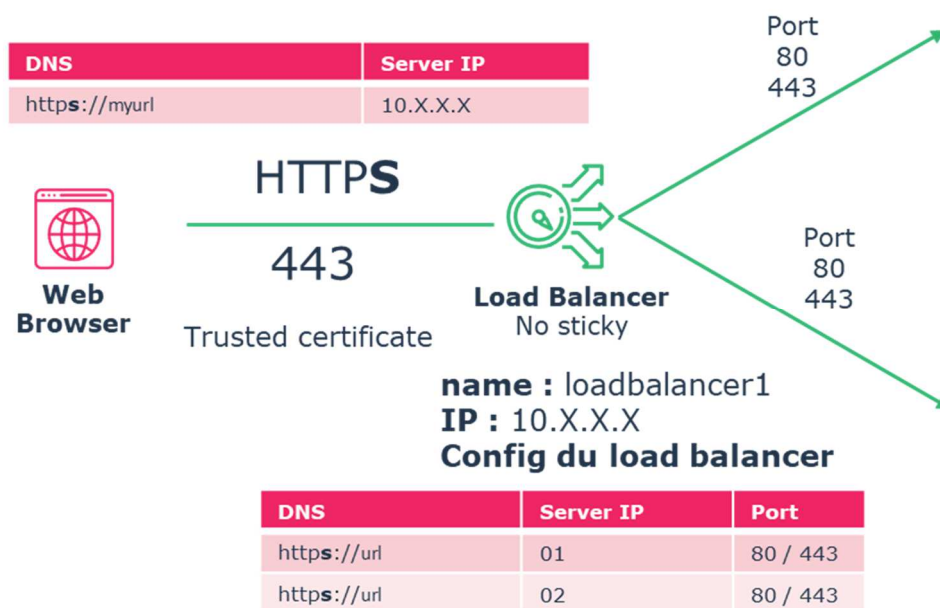 Port
80
443
DNS Server IP
https://myurl 10.X.X.X
HTTPS
443
Trusted certificate
Web
Browser
Load Balancer
No sticky
Port
80
443
name : loadbalancer1
IP : 10.X.X.X
Config du load balancer
DNS Server IP Port
https://url 01 80 / 443
https://url 02 80 / 443